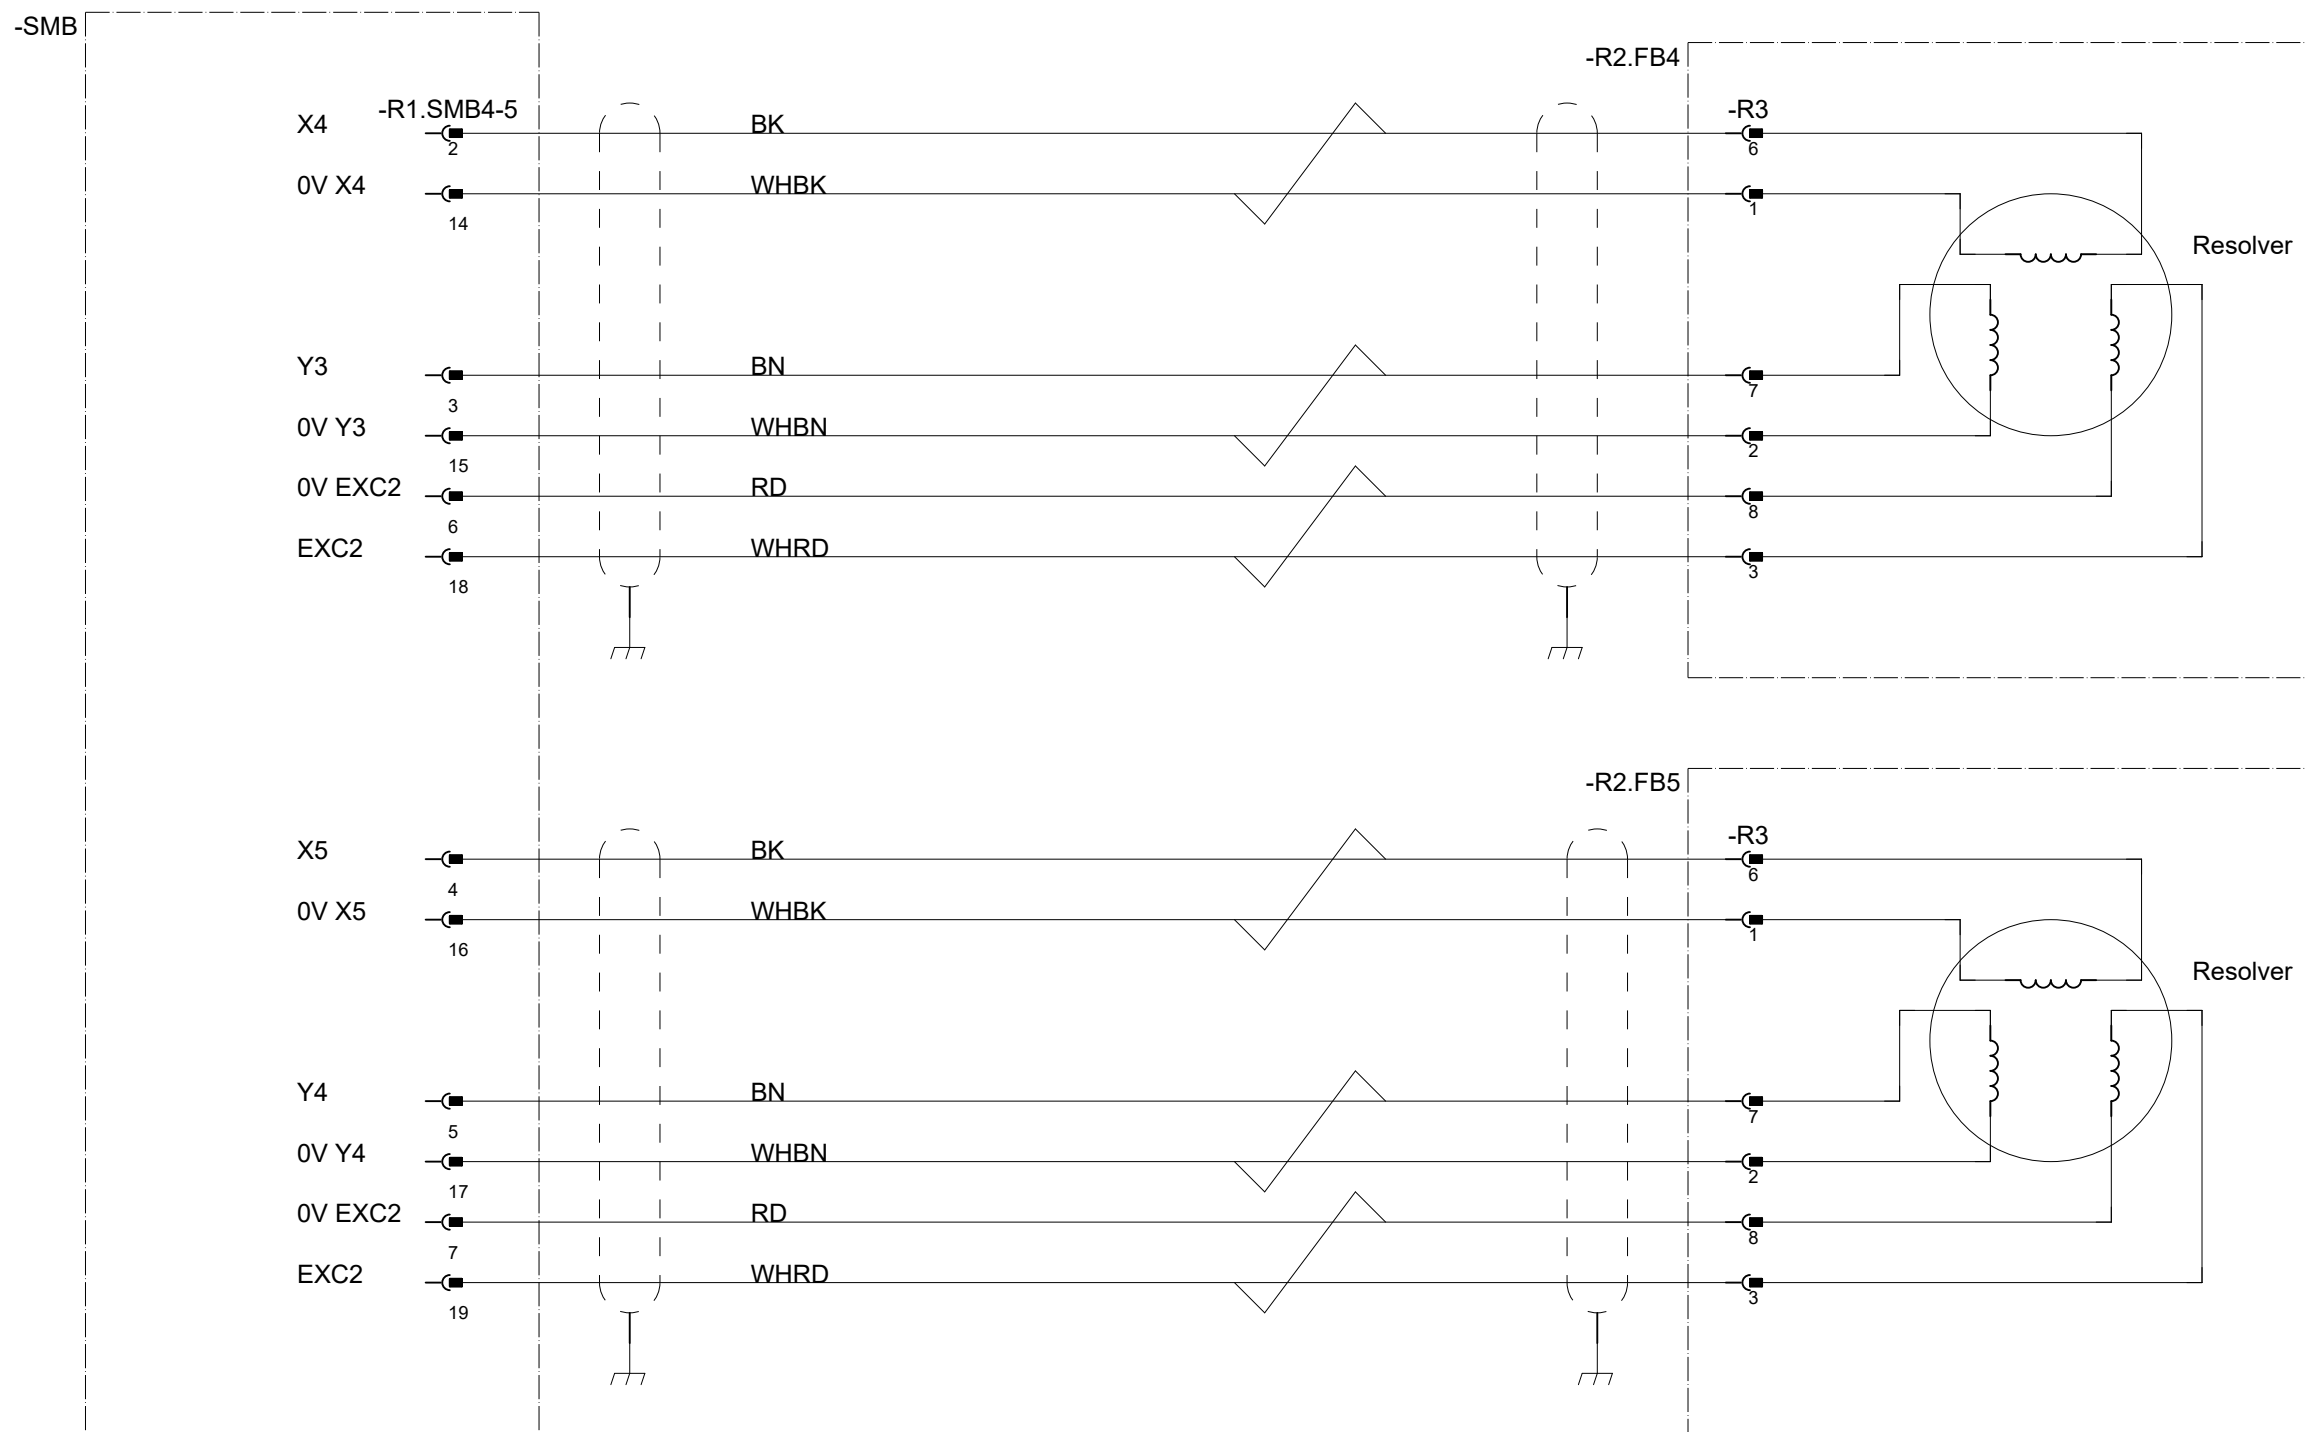 -SMB
-R2.FB4
-R1.SMB4-5
-R3
X4
2
BK
6
0V X4
14
WHBK
1
Resolver
Y3
3
BN
7
0V Y3
15
WHBN
2
0V EXC2
6
RD
8
EXC2
18
WHRD
3
-R2.FB5
-R3
X5
4
BK
6
0V X5
16
WHBK
1
Resolver
Y4
5
BN
7
0V Y4
17
WHBN
2
0V EXC2
7
RD
8
EXC2
19
WHRD
3